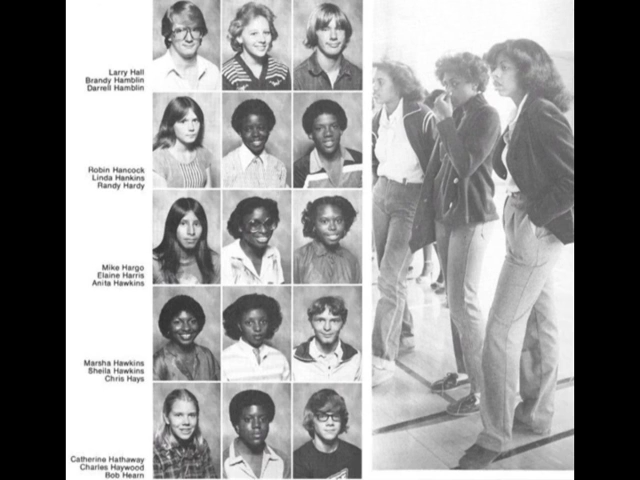 Larry Hall
Brandy Hamblin
Darrell Hamblin
Robin Hancock
Linda Hankins
Randy Hardy
Mike Hargo
Elaine Harris
Anita Hawkins
Marsha Hawkins
Sheila Hawkins
Chris Hays
Catherine Hathaway
Charles Haywood
Bob Hearn